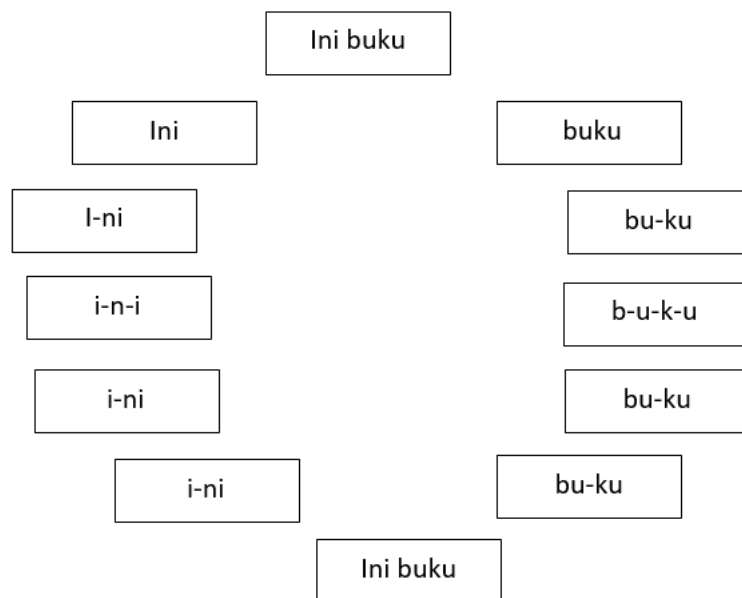 Ini buku
Ini
buku
I-ni
bu-ku
i-n-i
b-u-k-u
i-ni
bu-ku
i-ni
bu-ku
Ini buku